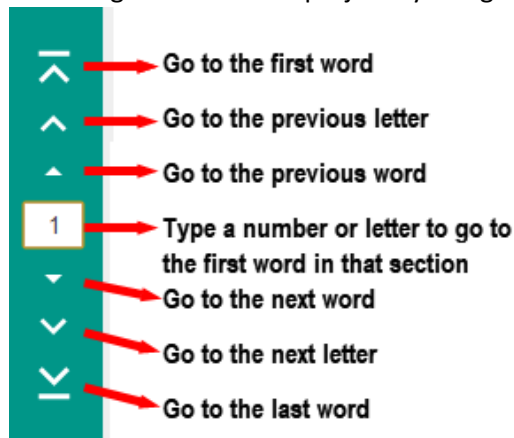 Go to the first word
Go to the previous letter
Go to the previous word
1
Type a number or letter to go to
the first word in that section
Go to the next word
Go to the next letter
Go to the last word